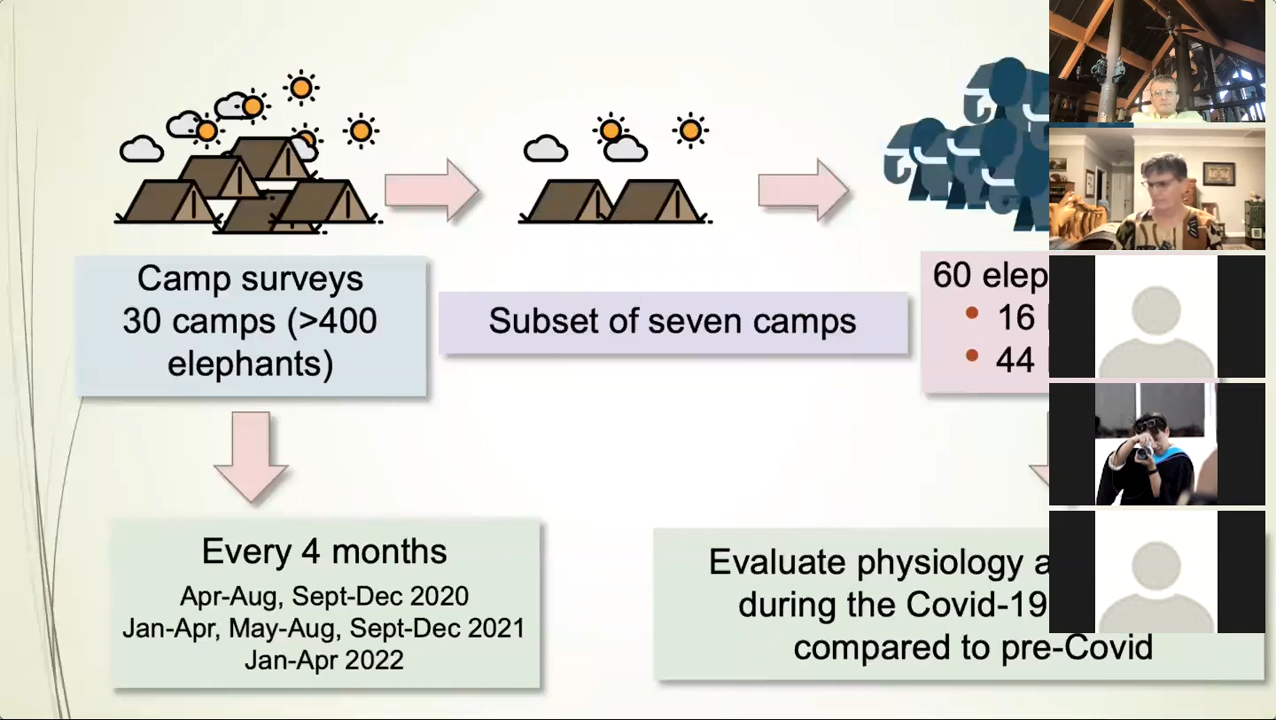 Camp surveys
30 camps (>400
elephants)
Subset of seven camps
60
16
44
Every 4 months
Apr-Aug, Sept-Dec 2020
Jan-Apr, May-Aug, Sept-Dec 2021
Jan-Apr 2022
Evaluate physiology
during the Covid-19
compared to pre-Covid